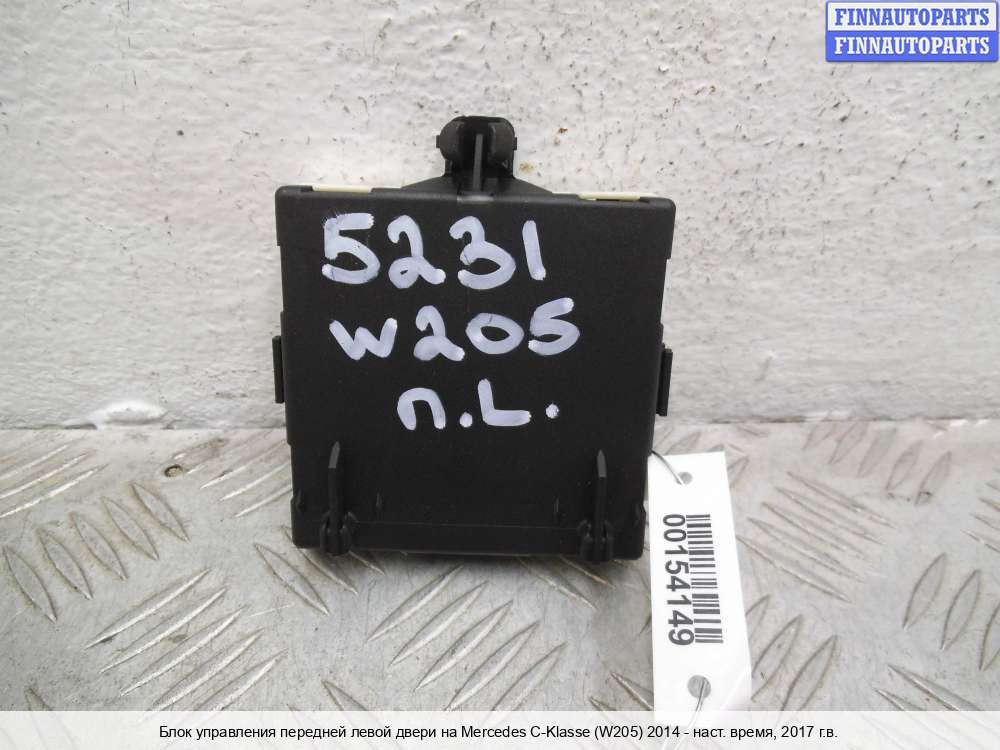 FINNAUTOPARTS
FINNAUTOPARTS
5231
W205
п.L.
00154149
Блок управления передней левой двери на Mercedes C-Klasse (W205) 2014 - наст. время, 2017 г.в.